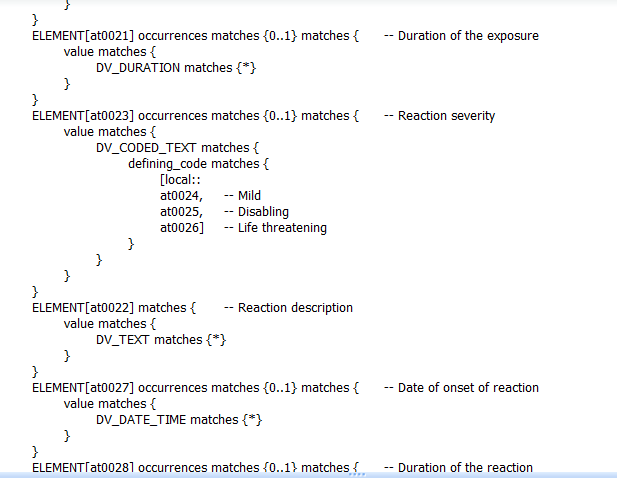 }
}
ELEMENT[at0021] occurrences matches {0..1} matches { -- Duration of the exposure
value matches {
DV_DURATION matches {*}
}
}
ELEMENT[at0023] occurrences matches {0..1} matches { -- Reaction severity
value matches {
DV_CODED_TEXT matches {
defining_code matches {
[local::
at0024, -- Mild
at0025, -- Disabling
at0026] -- Life threatening
}
}
}
}
ELEMENT[at0022] matches { -- Reaction description
value matches {
DV_TEXT matches {*}
}
}
ELEMENT[at0027] occurrences matches {0..1} matches { -- Date of onset of reaction
value matches {
DV_DATE_TIME matches {*}
}
}
ELEMENT[at0028] occurrences matches {0..1} matches { -- Duration of the reaction